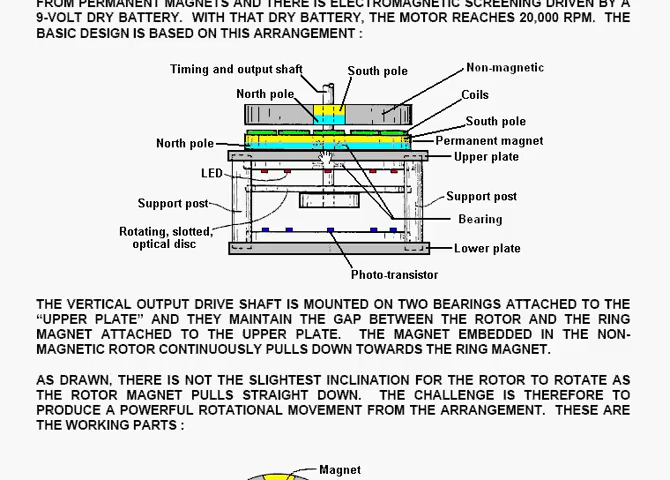 FROM PERMANENT MAGNETS AND THERE IS ELECTROMAGNETIC SCREENING DRIVEN BY A
9-VOLT DRY BATTERY. WITH THAT DRY BATTERY, THE MOTOR REACHES 20,000 RPM. THE
BASIC DESIGN IS BASED ON THIS ARRANGEMENT :
Timing and output shaft
South pole
Non-magnetic
North pole
Coils
South pole
North pole
Permanent magnet
Upper plate
LED
Support post
Support post
Bearing
Rotating, slotted,
optical disc
Lower plate
Photo-transistor
THE VERTICAL OUTPUT DRIVE SHAFT IS MOUNTED ON TWO BEARINGS ATTACHED TO THE
“UPPER PLATE” AND THEY MAINTAIN THE GAP BETWEEN THE ROTOR AND THE RING
MAGNET ATTACHED TO THE UPPER PLATE. THE MAGNET EMBEDDED IN THE NON-
MAGNETIC ROTOR CONTINUOUSLY PULLS DOWN TOWARDS THE RING MAGNET.
AS DRAWN, THERE IS NOT THE SLIGHTEST INCLINATION FOR THE ROTOR TO ROTATE AS
THE ROTOR MAGNET PULLS STRAIGHT DOWN. THE CHALLENGE IS THEREFORE TO
PRODUCE A POWERFUL ROTATIONAL MOVEMENT FROM THE ARRANGEMENT. THESE ARE
THE WORKING PARTS :
Magnet